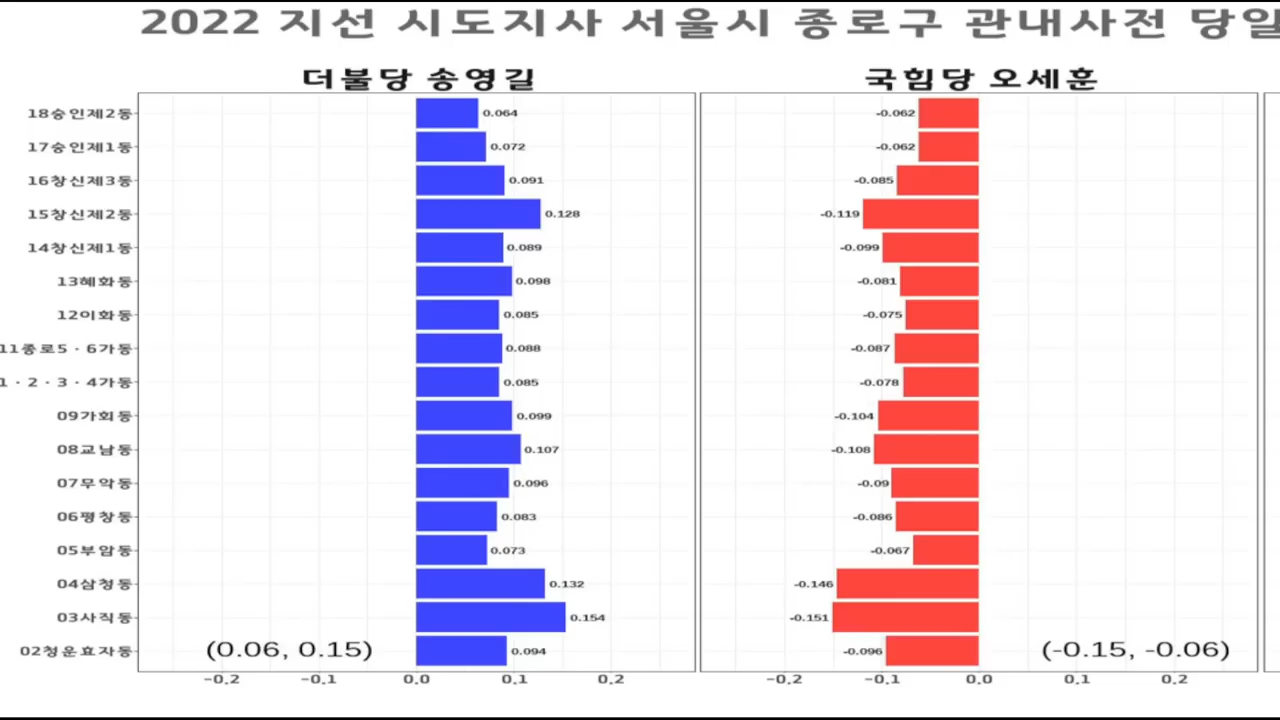 2022 지선 시도지사 서울시 종로구 관내사전 당일
더불당 송영길 국힘당 오세훈
18숭인제2동 0.064 -0.062
17숭인제1동 0.072 -0.062
16창신제3동 0.091 -0.085
15창신제2동 0.128 -0.119
14창신제1동 0.089 -0.099
13혜화동 0.098 -0.081
12이화동 0.085 -0.075
11종로5·6가동 0.088 -0.087
1·2·3·4가동 0.085 -0.078
09가회동 0.099 -0.104
08교남동 0.107 -0.108
07무악동 0.096 -0.09
06평창동 0.083 -0.086
05부암동 0.073 -0.067
04삼청동 0.132 -0.146
03사직동 0.154 -0.151
02청운효자동 (0.06, 0.15) 0.094 -0.096 (-0.15, -0.06)
-0.2 -0.1 0.0 0.1 0.2 -0.2 -0.1 0.0 0.1 0.2